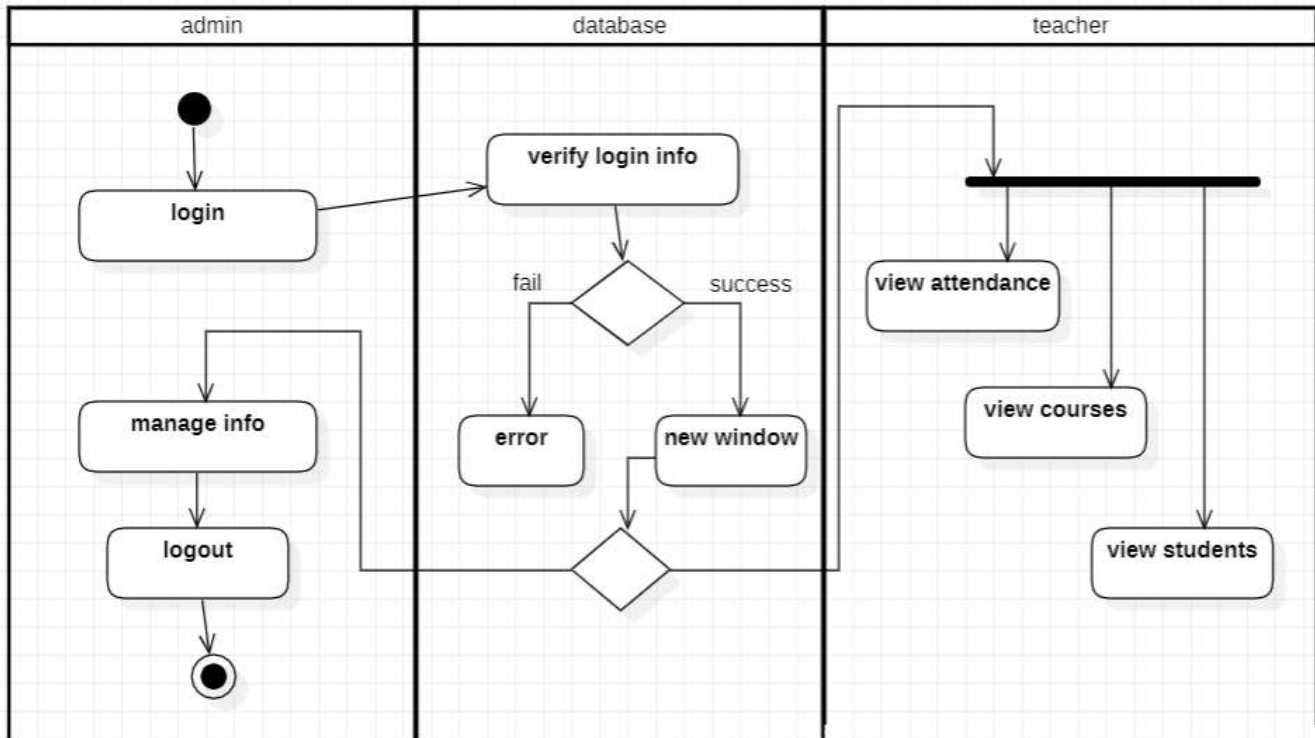 admin
database
teacher
verify login info
login
fail
success
view attendance
manage info
error
new window
view courses
logout
view students